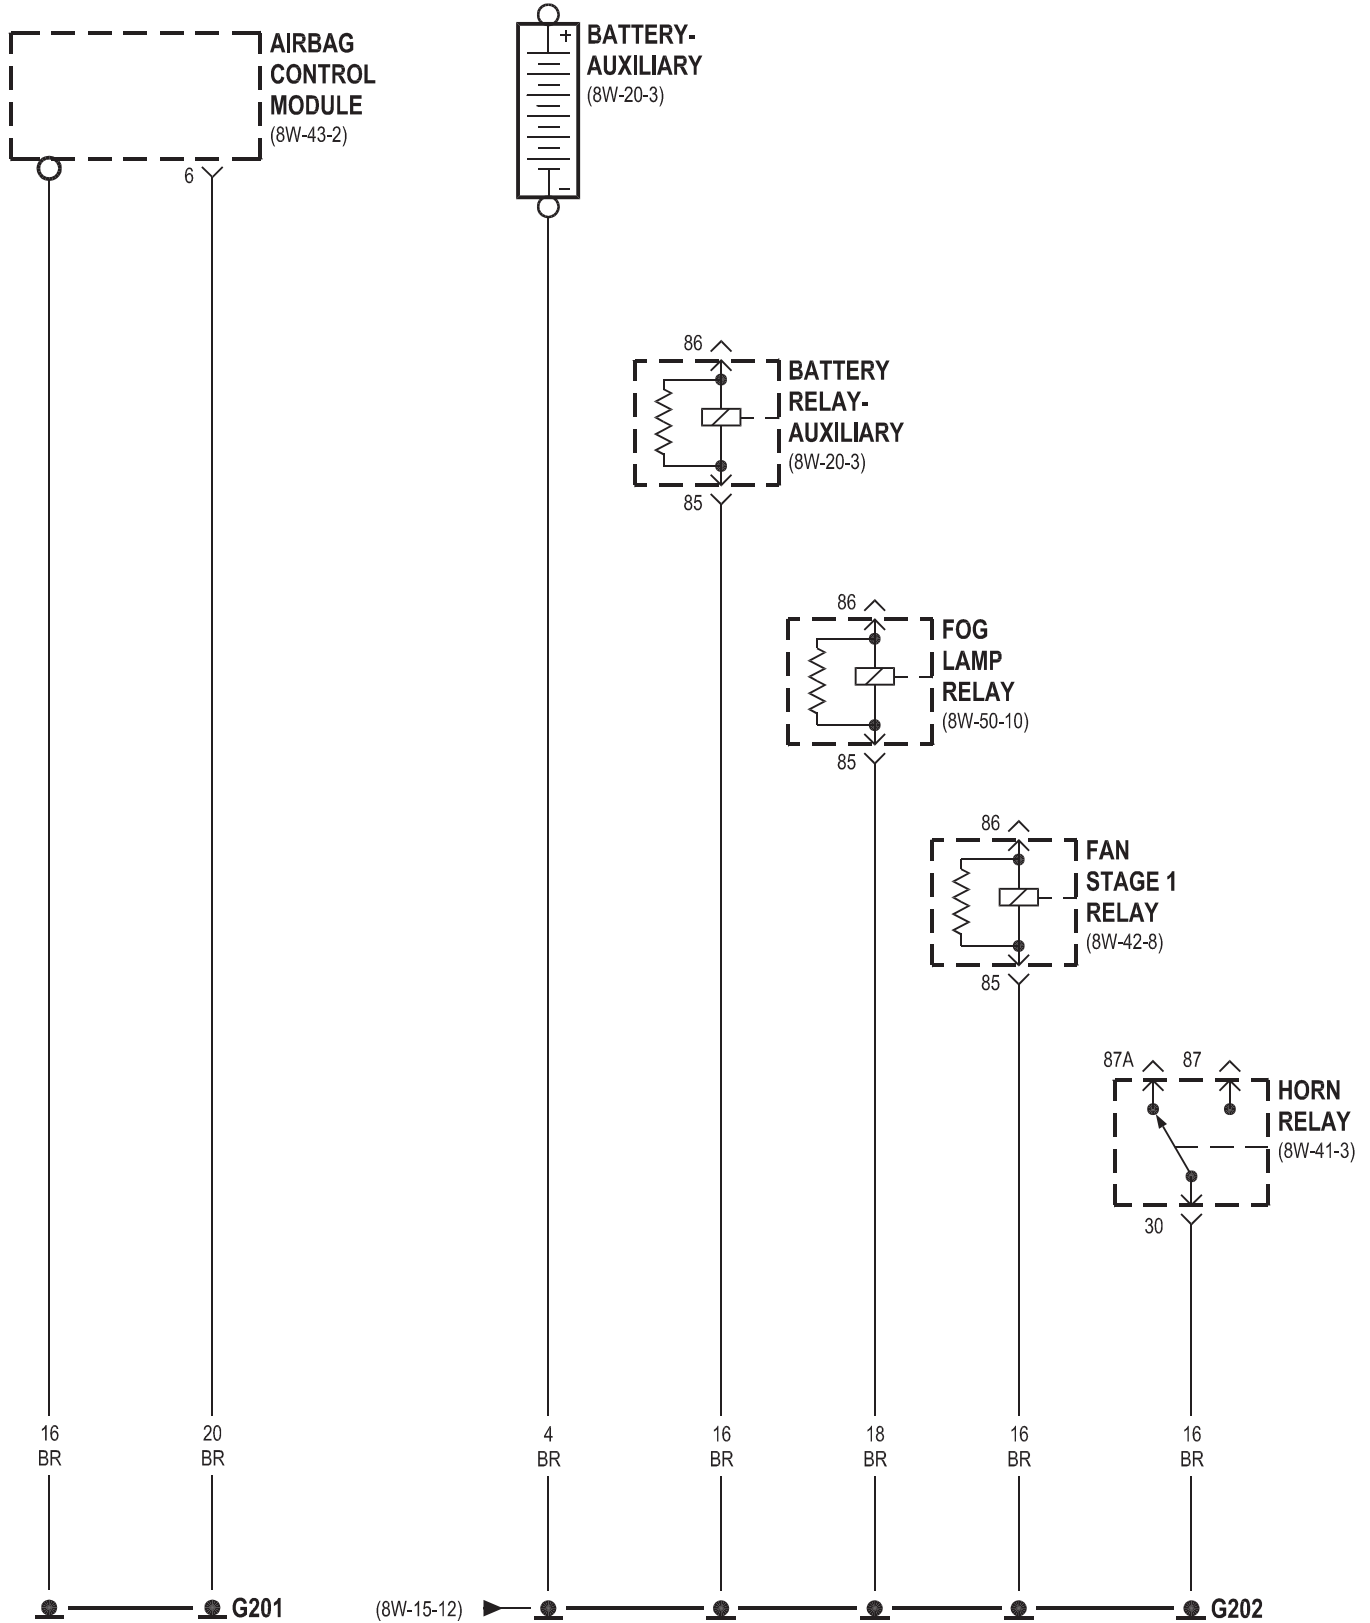 AIRBAG
CONTROL
MODULE
(8W-43-2)
6
+
BATTERY-
AUXILIARY
(8W-20-3)
−
86
BATTERY
RELAY-
AUXILIARY
(8W-20-3)
85
86
FOG
LAMP
RELAY
(8W-50-10)
85
86
FAN
STAGE 1
RELAY
(8W-42-8)
85
87A 87
HORN
RELAY
(8W-41-3)
30
16 20 4 16 18 16 16
BR BR BR BR BR BR BR
G201 (8W-15-12) G202